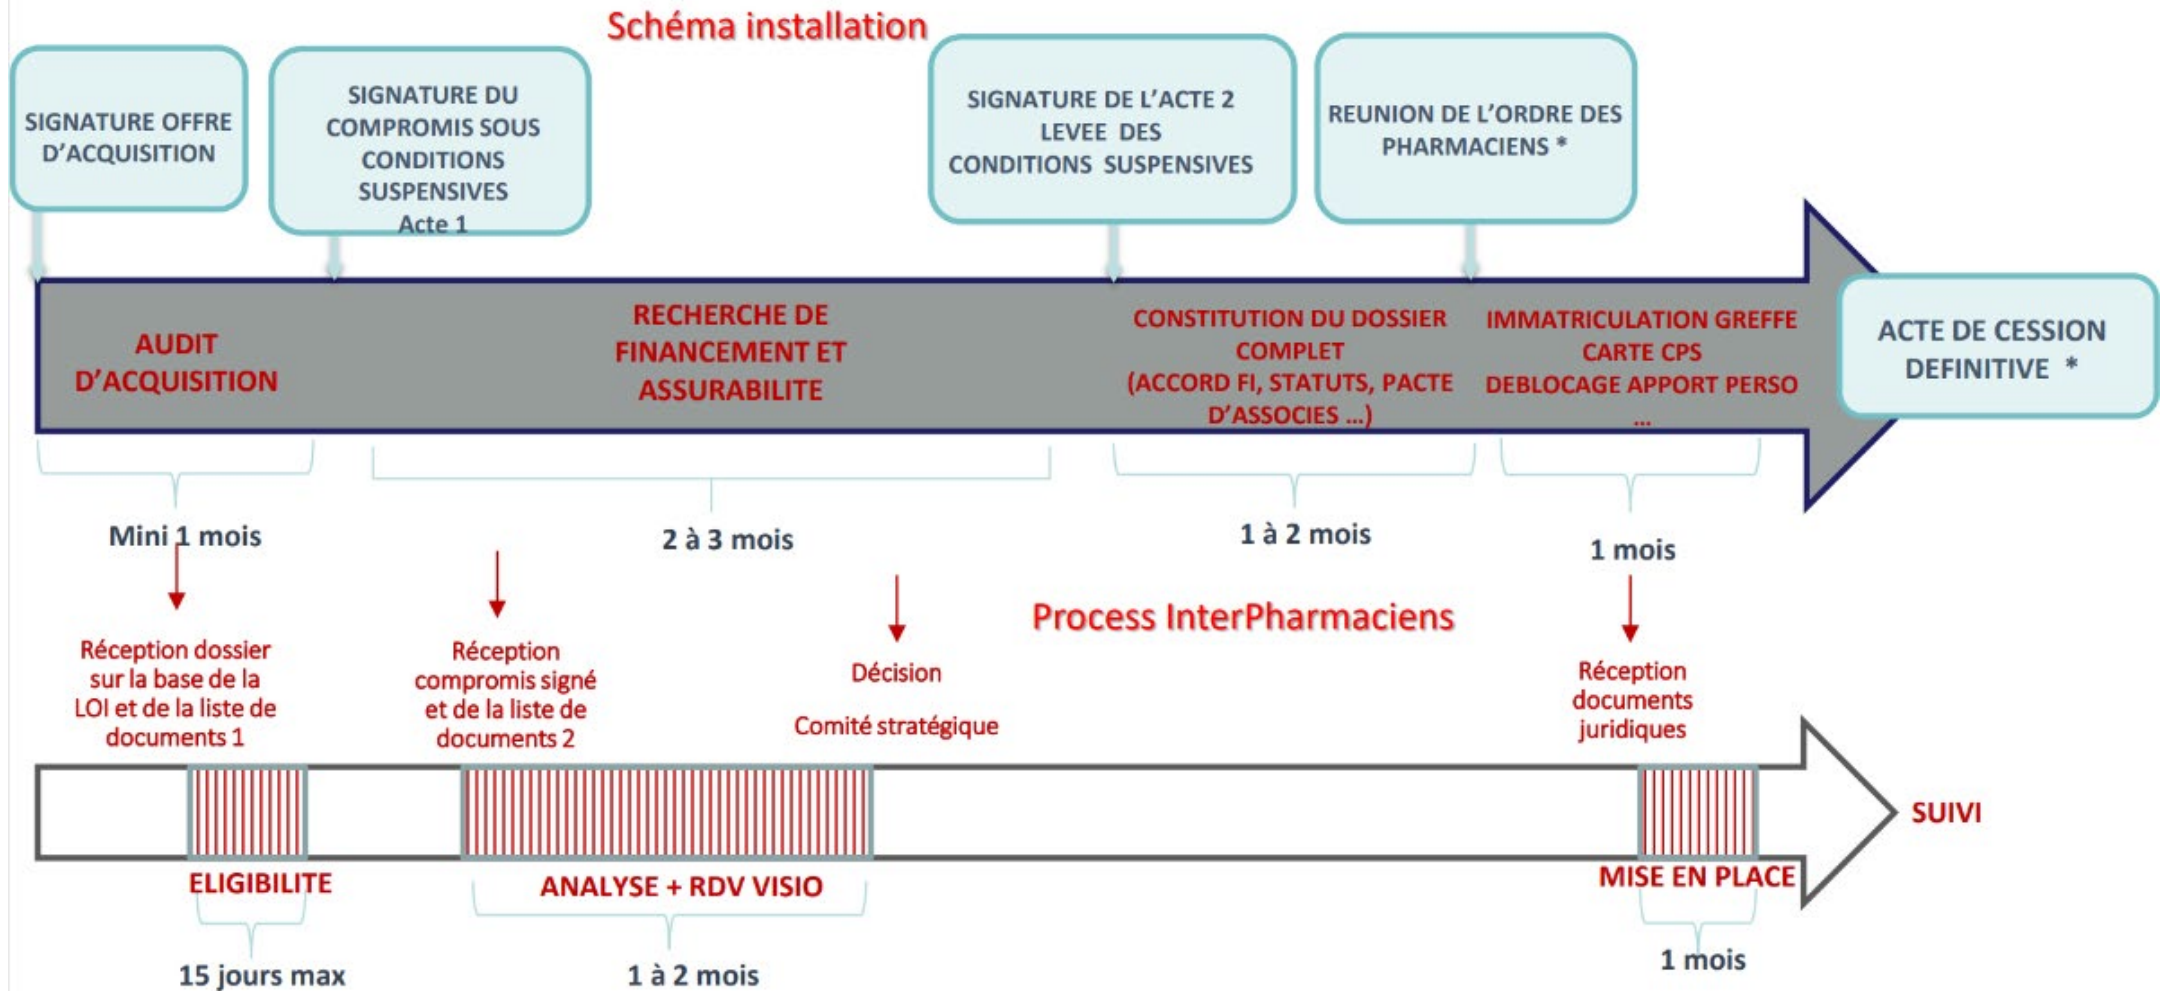 Schéma installation
SIGNATURE OFFRE
D'ACQUISITION
SIGNATURE DU
COMPROMIS SOUS
CONDITIONS
SUSPENSIVES
Acte 1
SIGNATURE DE L'ACTE 2
LEVEE DES
CONDITIONS SUSPENSIVES
REUNION DE L'ORDRE DES
PHARMACIENS *
AUDIT
D'ACQUISITION
RECHERCHE DE
FINANCEMENT ET
ASSURABILITE
CONSTITUTION DU DOSSIER
COMPLET
(ACCORD FI, STATUTS, PACTE
D'ASSOCIES ...)
IMMATRICULATION GREFFE
CARTE CPS
DEBLOCAGE APPORT PERSO
...
ACTE DE CESSION
DEFINITIVE *
Mini 1 mois
2 à 3 mois
1 à 2 mois
1 mois
Process InterPharmaciens
Réception dossier
sur la base de la
LOI et de la liste de
documents 1
Réception
compromis signé
et de la liste de
documents 2
Décision
Comité stratégique
Réception
documents
juridiques
SUIVI
ELIGIBILITE
ANALYSE + RDV VISIO
MISE EN PLACE
15 jours max
1 à 2 mois
1 mois